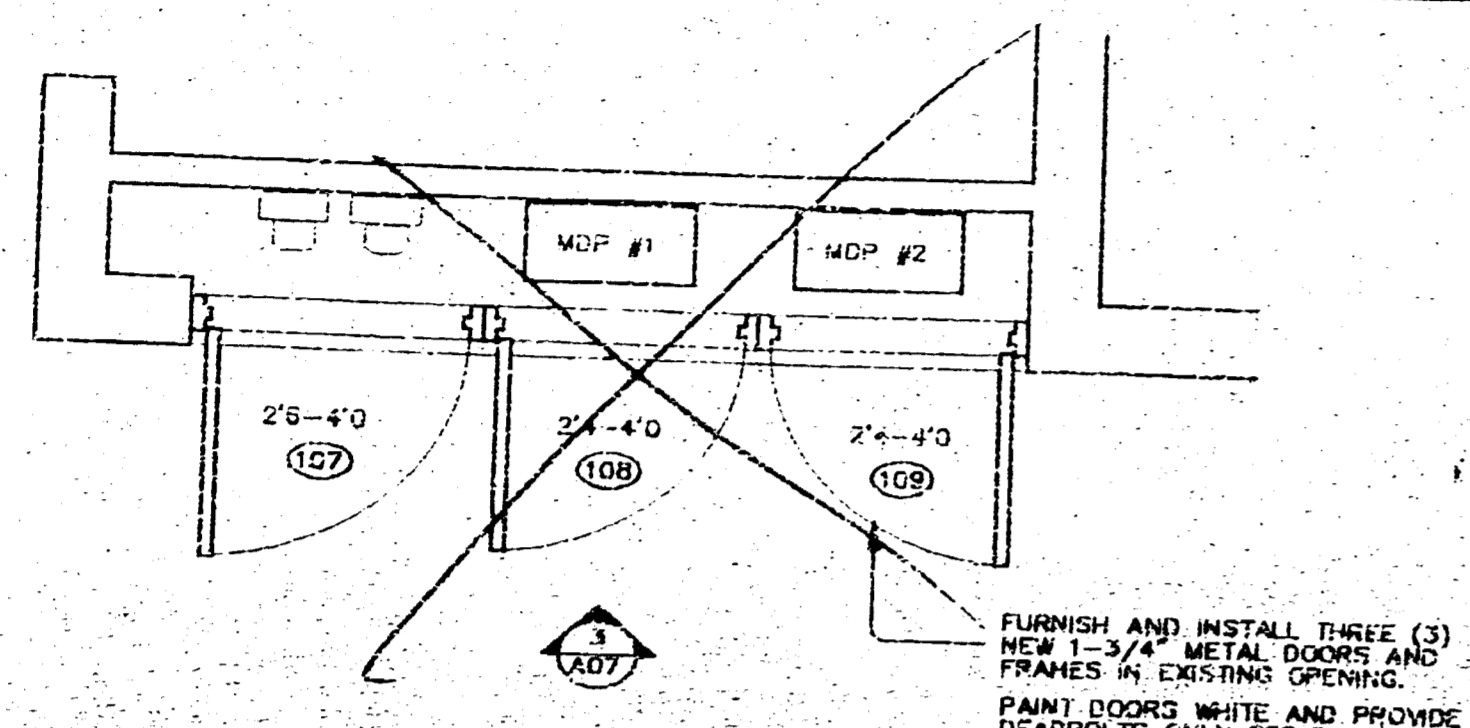 MDP #1
MDP #2
2'6-4'0
107
2'4-4'0
108
2'4-4'0
109
3
A07
FURNISH AND INSTALL THREE (3)
NEW 1-3/4" METAL DOORS AND
FRAMES IN EXISTING OPENING.
PAINT DOORS WHITE AND PROVIDE